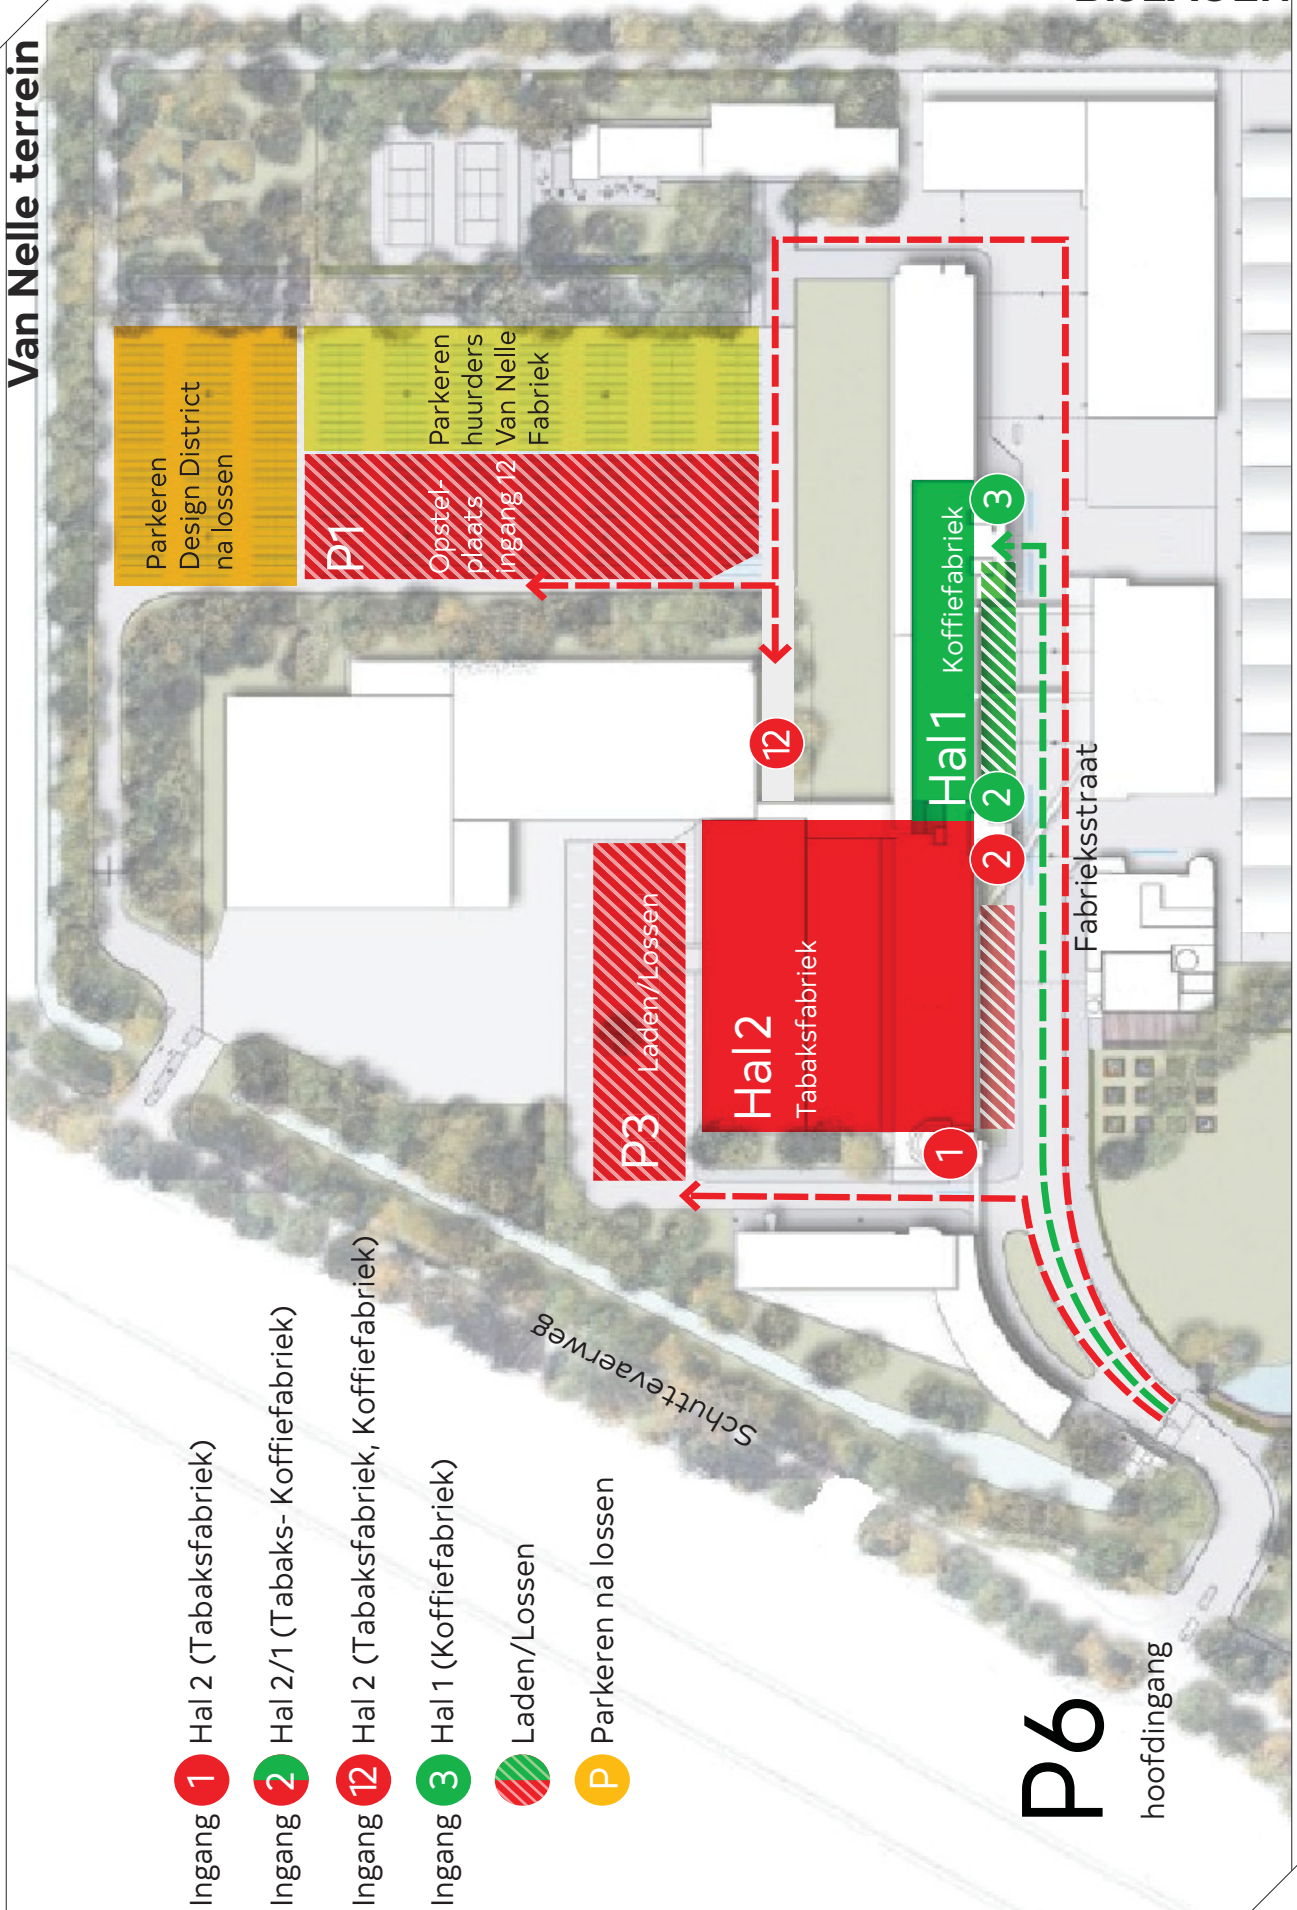 Van Nelle terrein
Ingang 1 Hal 2 (Tabaksfabriek)
Ingang 2 Hal 2/1 (Tabaks- Koffiefabriek)
Ingang 12 Hal 2 (Tabaksfabriek, Koffiefabriek)
Ingang 3 Hal 1 (Koffiefabriek)
Laden/Lossen
P Parkeren na lossen
Schuttevaerweg
P6
hoofdingang
Parkeren
Design District
na lossen
P1
Opstel-
plaats
ingang 12
Parkeren
huurders
Van Nelle
Fabriek
P3 Laden/Lossen
Hal 2
Tabaksfabriek
Hal 1 Koffiefabriek
12
1
2
2
3
Fabrieksstraat